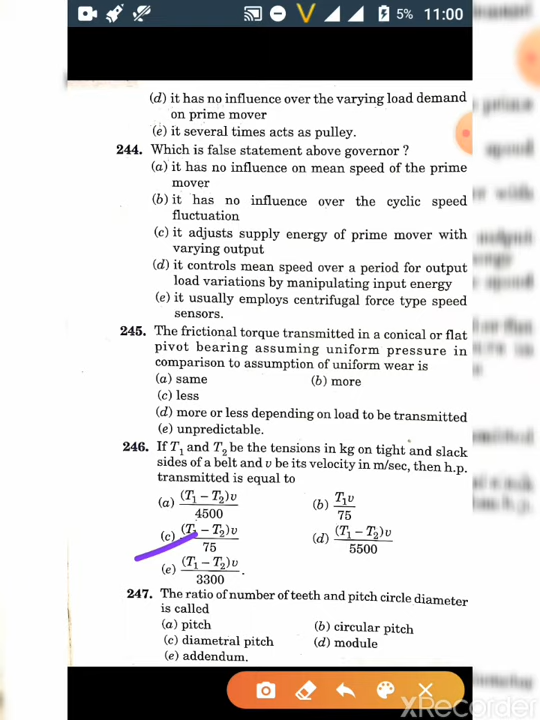 5% 11:00
(d) it has no influence over the varying load demand
on prime mover
(e) it several times acts as pulley.
244. Which is false statement above governor ?
(a) it has no influence on mean speed of the prime
mover
(b) it has no influence over the cyclic speed
fluctuation
(c) it adjusts supply energy of prime mover with
varying output
(d) it controls mean speed over a period for output
load variations by manipulating input energy
(e) it usually employs centrifugal force type speed
sensors.
245. The frictional torque transmitted in a conical or flat
pivot bearing assuming uniform pressure in
comparison to assumption of uniform wear is
(a) same (b) more
(c) less
(d) more or less depending on load to be transmitted
(e) unpredictable.
246. If T₁ and T₂ be the tensions in kg on tight and slack
sides of a belt and v be its velocity in m/sec, then h.p.
transmitted is equal to
(a) (T₁ − T₂)v / 4500 (b) T₁v / 75
(c) (T₁ − T₂)v / 75 (d) (T₁ − T₂)v / 5500
(e) (T₁ − T₂)v / 3300.
247. The ratio of number of teeth and pitch circle diameter
is called
(a) pitch (b) circular pitch
(c) diametral pitch (d) module
(e) addendum.
XRecorder